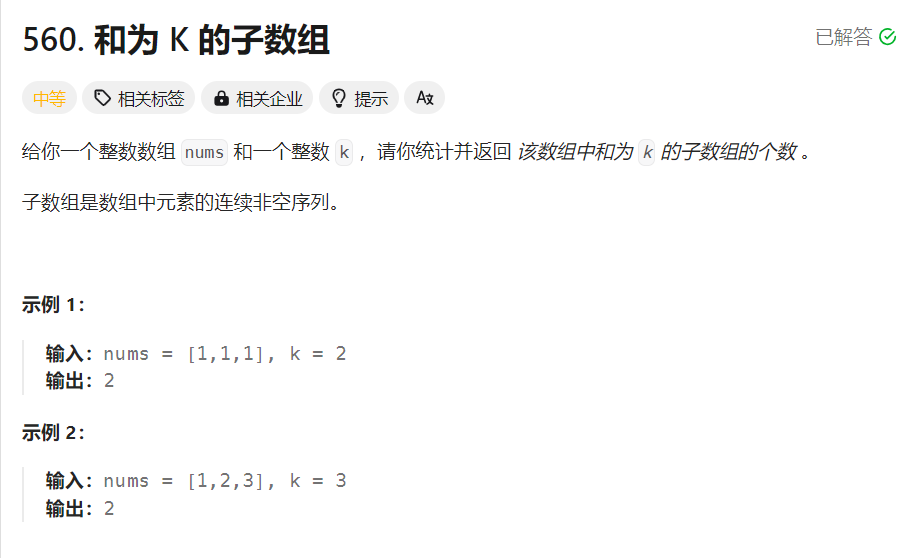 560. 和为 K 的子数组
已解答
中等 相关标签 相关企业 提示 Aあ
给你一个整数数组 nums 和一个整数 k ，请你统计并返回 该数组中和为 k 的子数组的个数 。
子数组是数组中元素的连续非空序列。
示例 1：
输入：nums = [1,1,1], k = 2
输出：2
示例 2：
输入：nums = [1,2,3], k = 3
输出：2